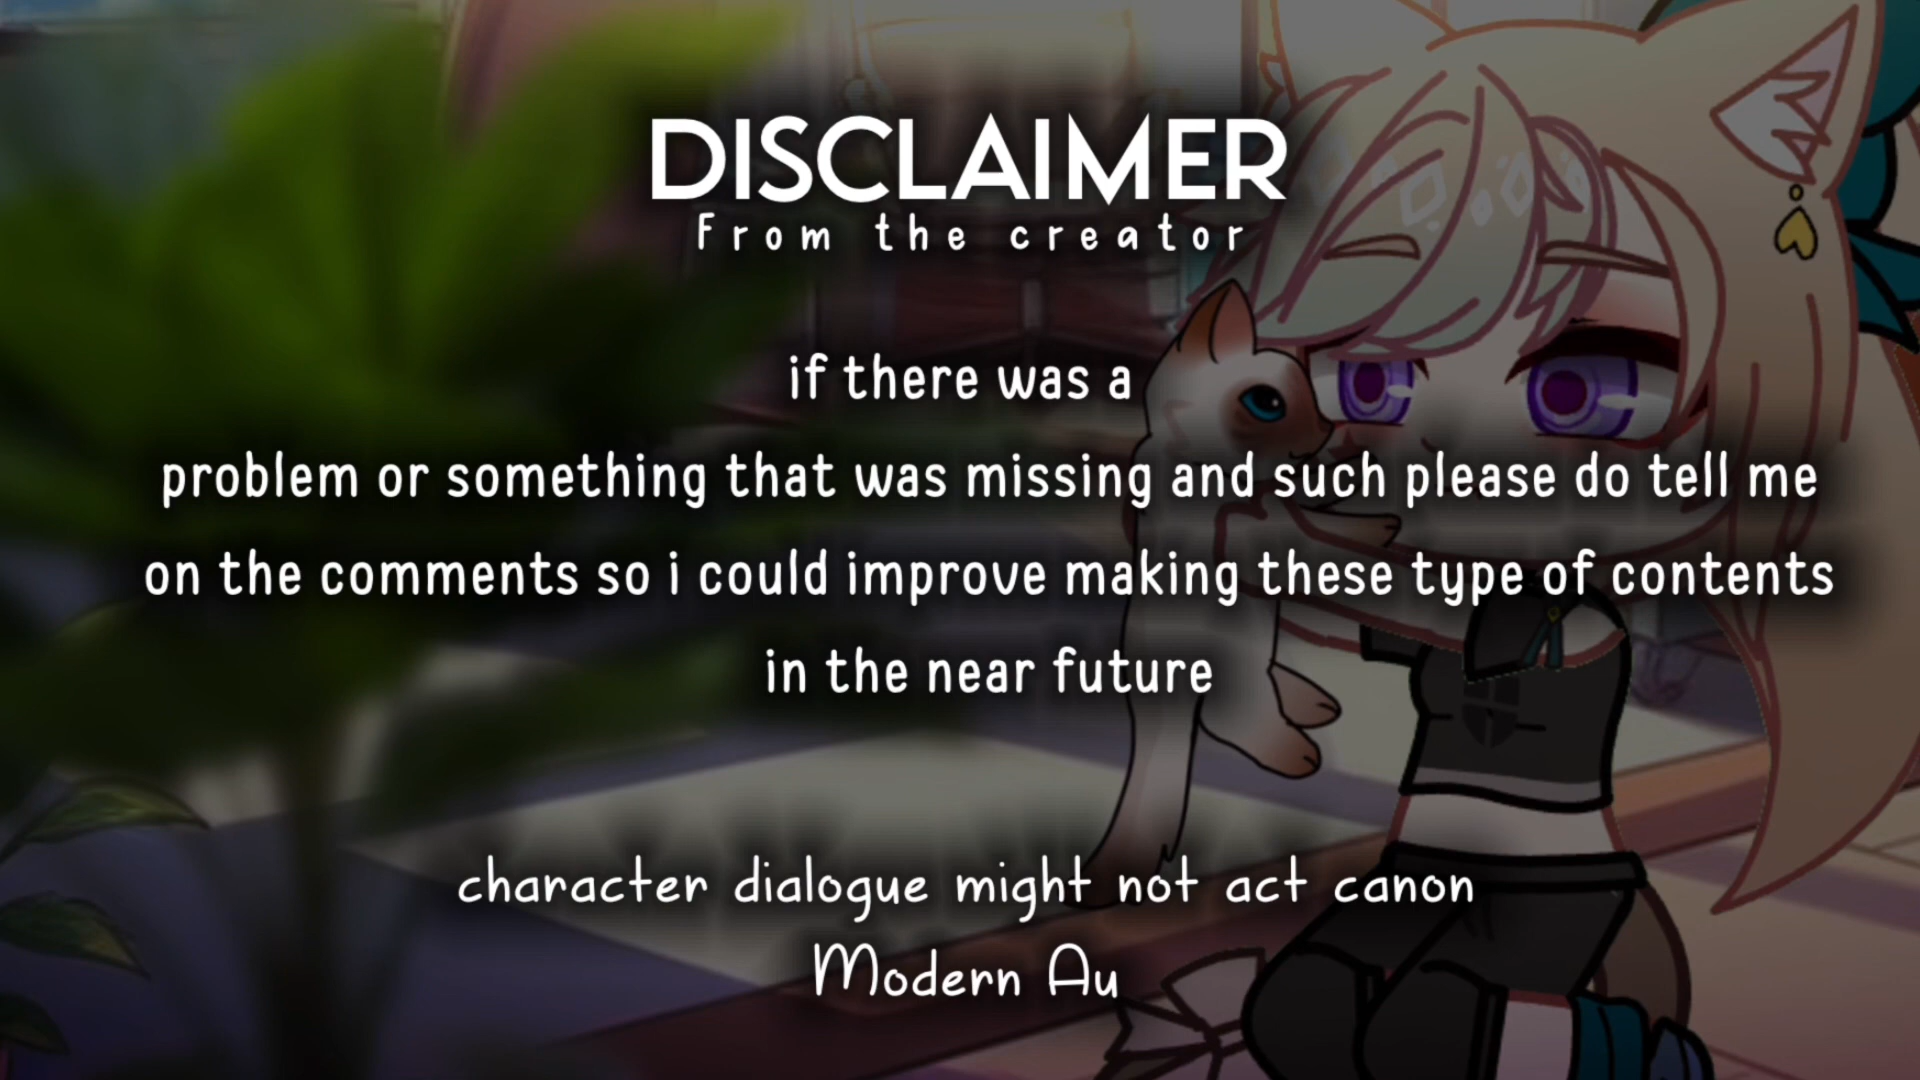 DISCLAIMER
From the creator
if there was a
problem or something that was missing and such please do tell me
on the comments so i could improve making these type of contents
in the near future
character dialogue might not act canon
Modern Au